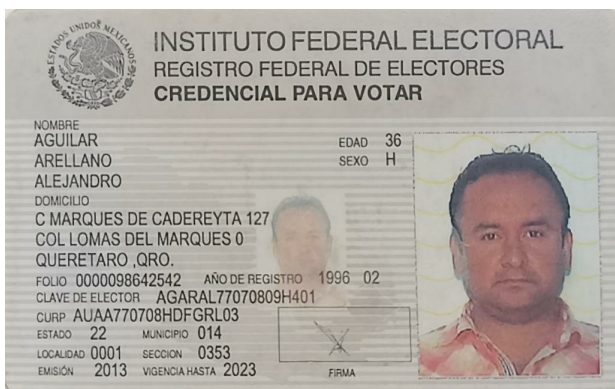 ESTADOS UNIDOS MEXICANOS
INSTITUTO FEDERAL ELECTORAL
REGISTRO FEDERAL DE ELECTORES
CREDENCIAL PARA VOTAR
NOMBRE
AGUILAR
ARELLANO
ALEJANDRO
EDAD 36
SEXO H
DOMICILIO
C MARQUES DE CADEREYTA 127
COL LOMAS DEL MARQUES 0
QUERETARO ,QRO.
FOLIO 0000098642542 AÑO DE REGISTRO 1996 02
CLAVE DE ELECTOR AGARAL77070809H401
CURP AUAA770708HDFGRL03
ESTADO 22 MUNICIPIO 014
LOCALIDAD 0001 SECCION 0353
EMISIÓN 2013 VIGENCIA HASTA 2023
FIRMA